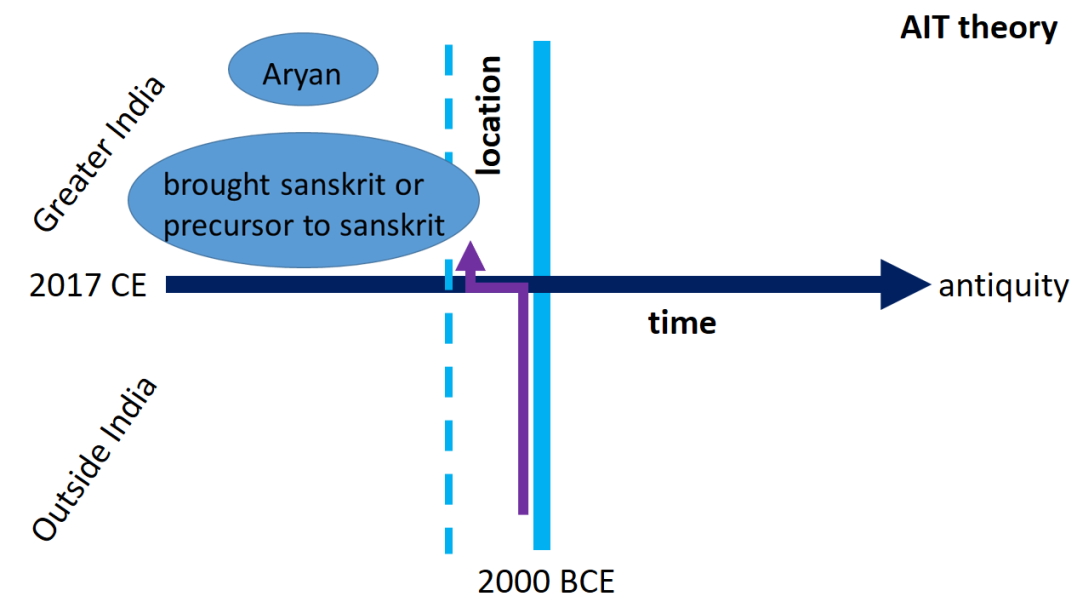 AIT theory
Aryan
Greater India
location
brought sanskrit or
precursor to sanskrit
2017 CE
antiquity
time
Outside India
2000 BCE